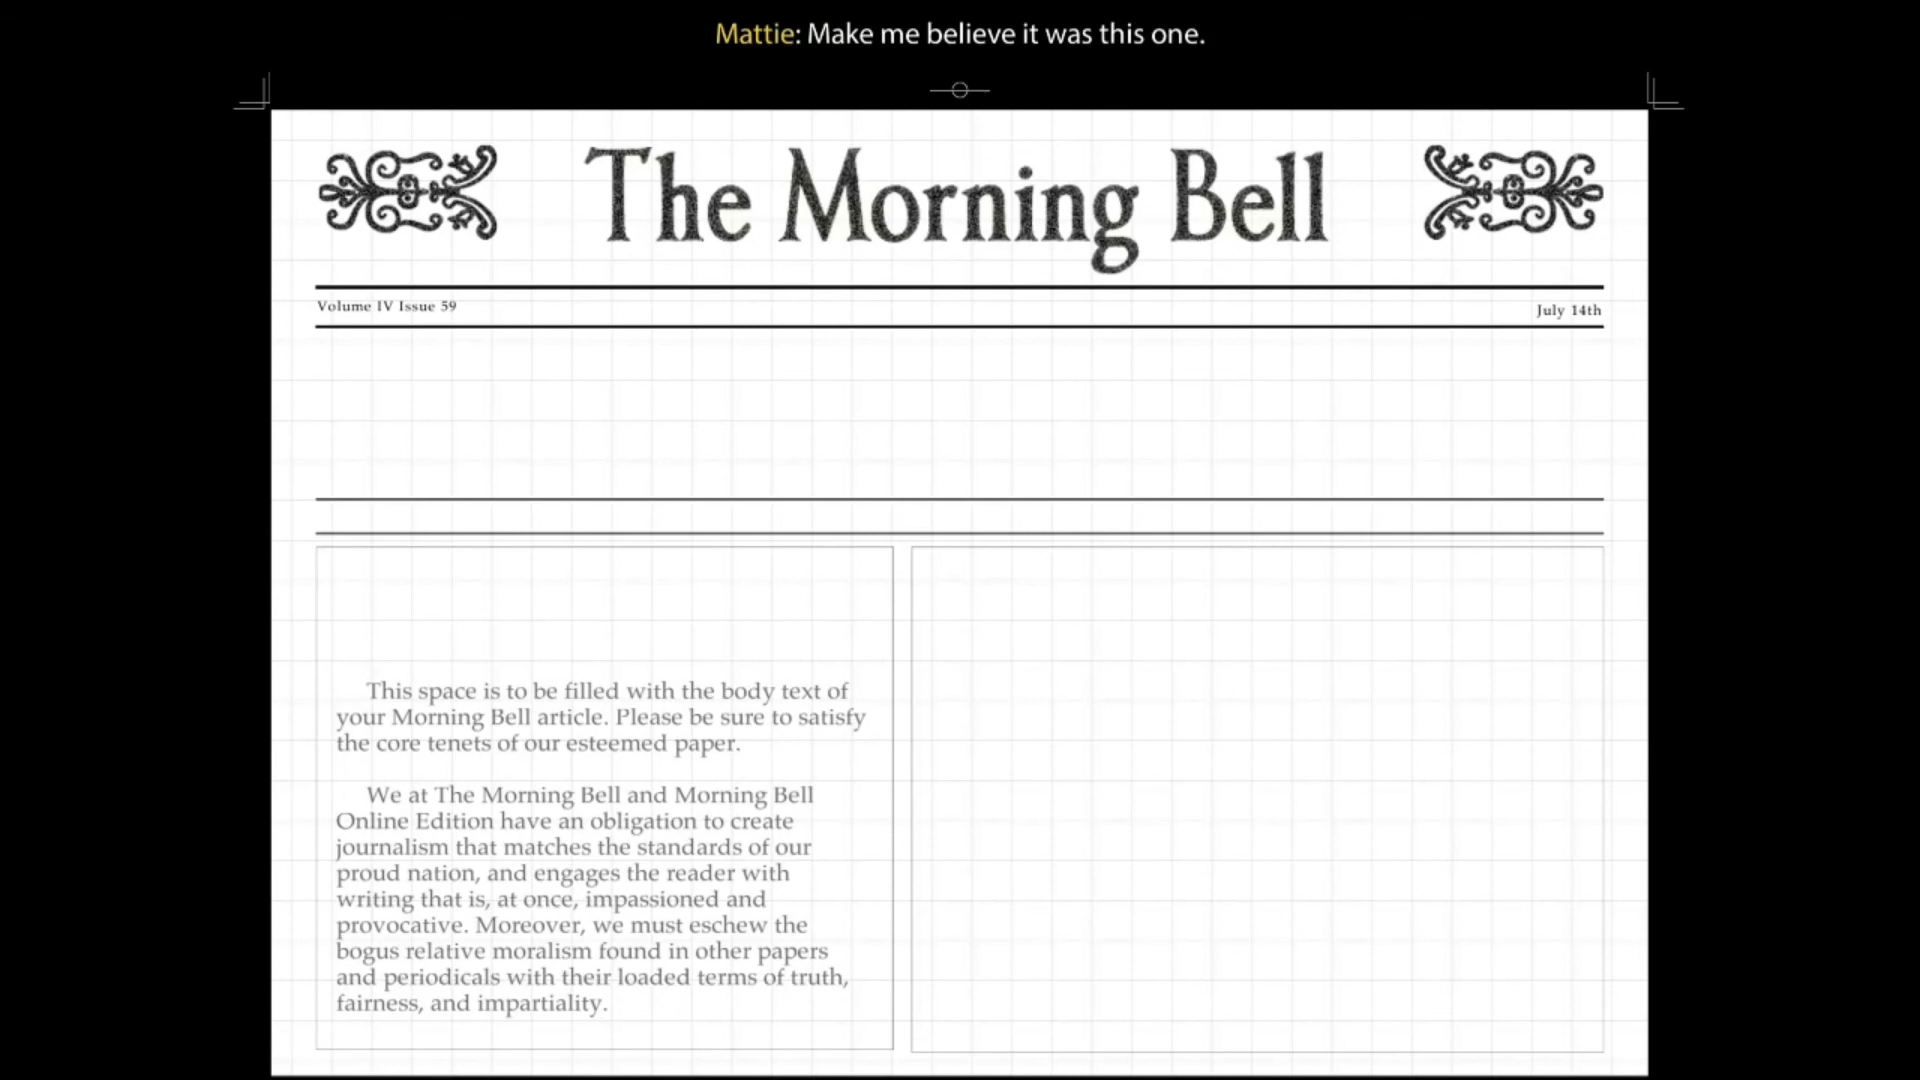 Mattie: Make me believe it was this one.
The Morning Bell
Volume IV Issue 59
July 14th
This space is to be filled with the body text of
your Morning Bell article. Please be sure to satisfy
the core tenets of our esteemed paper.
We at The Morning Bell and Morning Bell
Online Edition have an obligation to create
journalism that matches the standards of our
proud nation, and engages the reader with
writing that is, at once, impassioned and
provocative. Moreover, we must eschew the
bogus relative moralism found in other papers
and periodicals with their loaded terms of truth,
fairness, and impartiality.